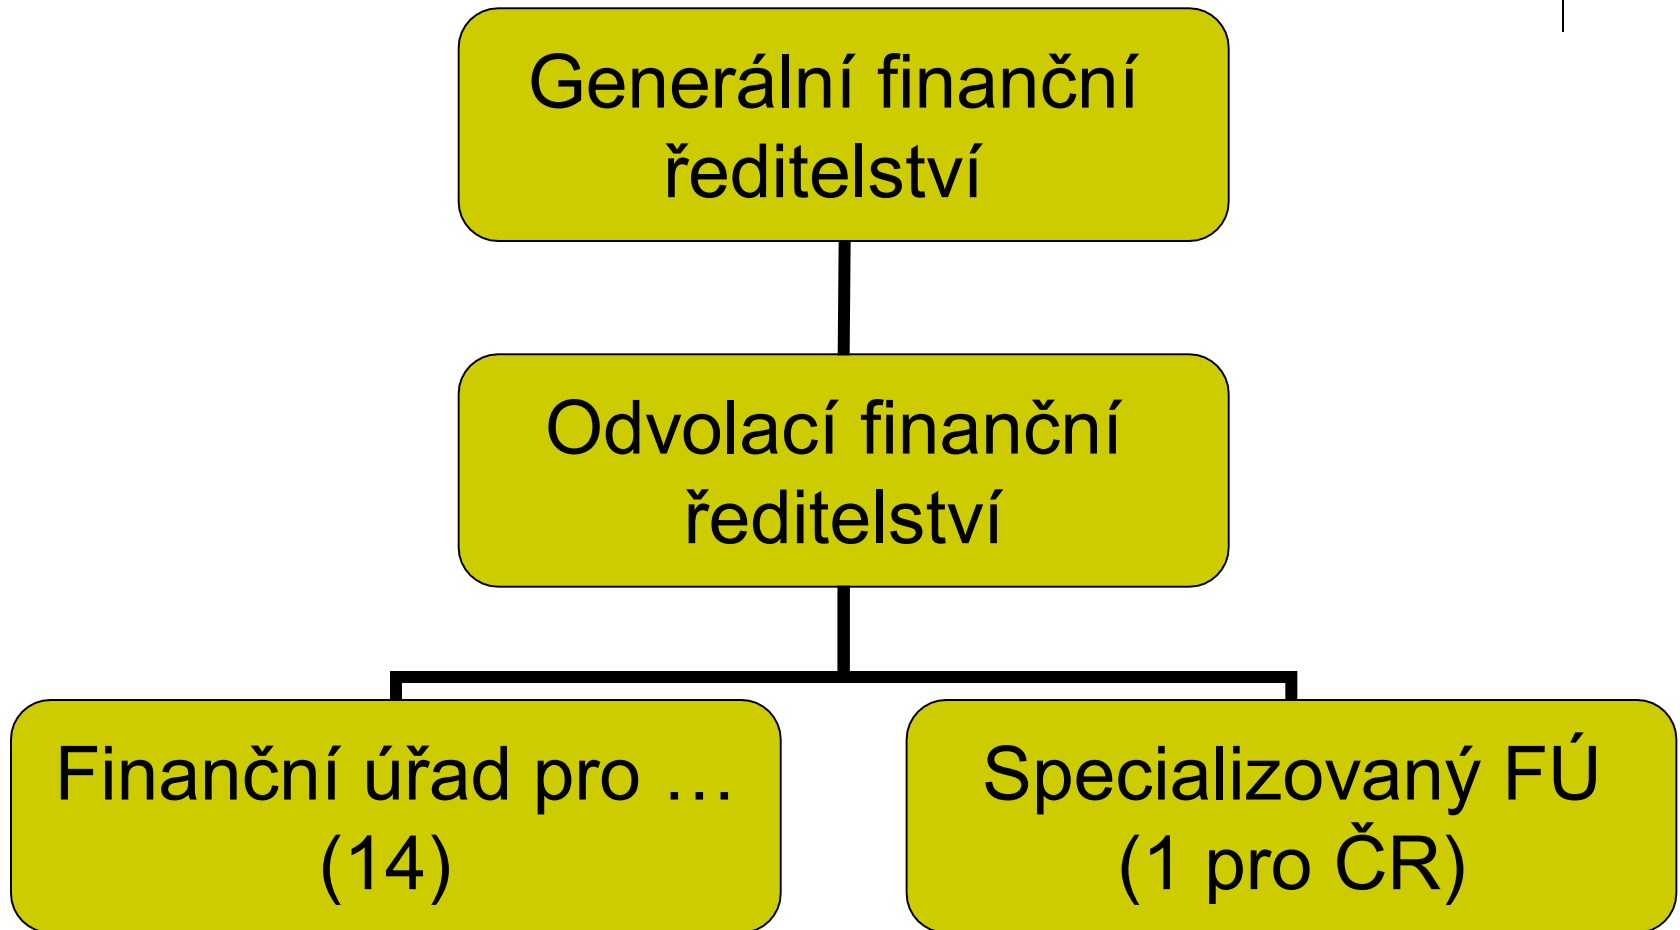 Generální finanční
ředitelství
Odvolací finanční
ředitelství
Finanční úřad pro …
(14)
Specializovaný FÚ
(1 pro ČR)